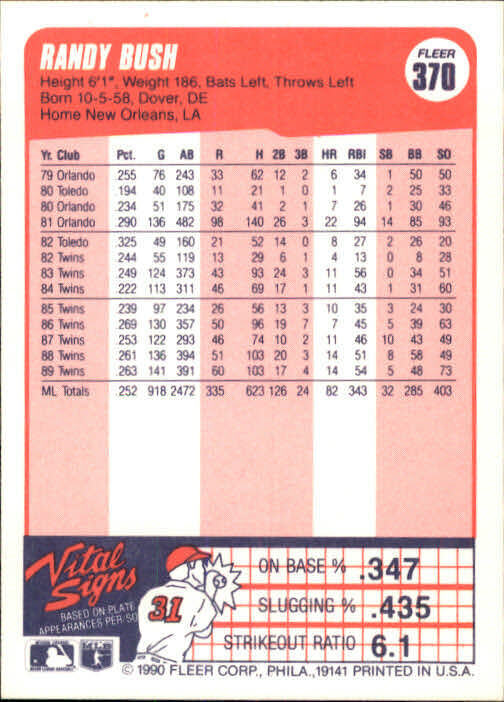 RANDY BUSH
FLEER
370
Height 6'1", Weight 186, Bats Left, Throws Left
Born 10-5-58, Dover, DE
Home New Orleans, LA
Yr. Club Pct. G AB R H 2B 3B HR RBI SB BB SO
79 Orlando .255 76 243 33 62 12 2 6 34 1 50 50
80 Toledo .194 40 108 11 21 1 0 1 7 2 25 33
80 Orlando .234 51 175 32 41 2 1 7 26 1 30 46
81 Orlando .290 136 482 98 140 26 3 22 94 14 85 93
82 Toledo .325 49 160 21 52 14 0 8 27 2 26 20
82 Twins .244 55 119 13 29 6 1 4 13 0 8 28
83 Twins .249 124 373 43 93 24 3 11 56 0 34 51
84 Twins .222 113 311 46 69 17 1 11 43 1 31 60
85 Twins .239 97 234 26 56 13 3 10 35 3 24 30
86 Twins .269 130 357 50 96 19 7 7 45 5 39 63
87 Twins .253 122 293 46 74 10 2 11 46 10 43 49
88 Twins .261 136 394 51 103 20 3 14 51 8 58 49
89 Twins .263 141 391 60 103 17 4 14 54 5 48 73
ML Totals .252 918 2472 335 623 126 24 82 343 32 285 403
Vital Signs
BASED ON PLATE
APPEARANCES PER/SO
31
ON BASE % .347
SLUGGING % .435
STRIKEOUT RATIO 6.1
© 1990 FLEER CORP., PHILA., 19141 PRINTED IN U.S.A.